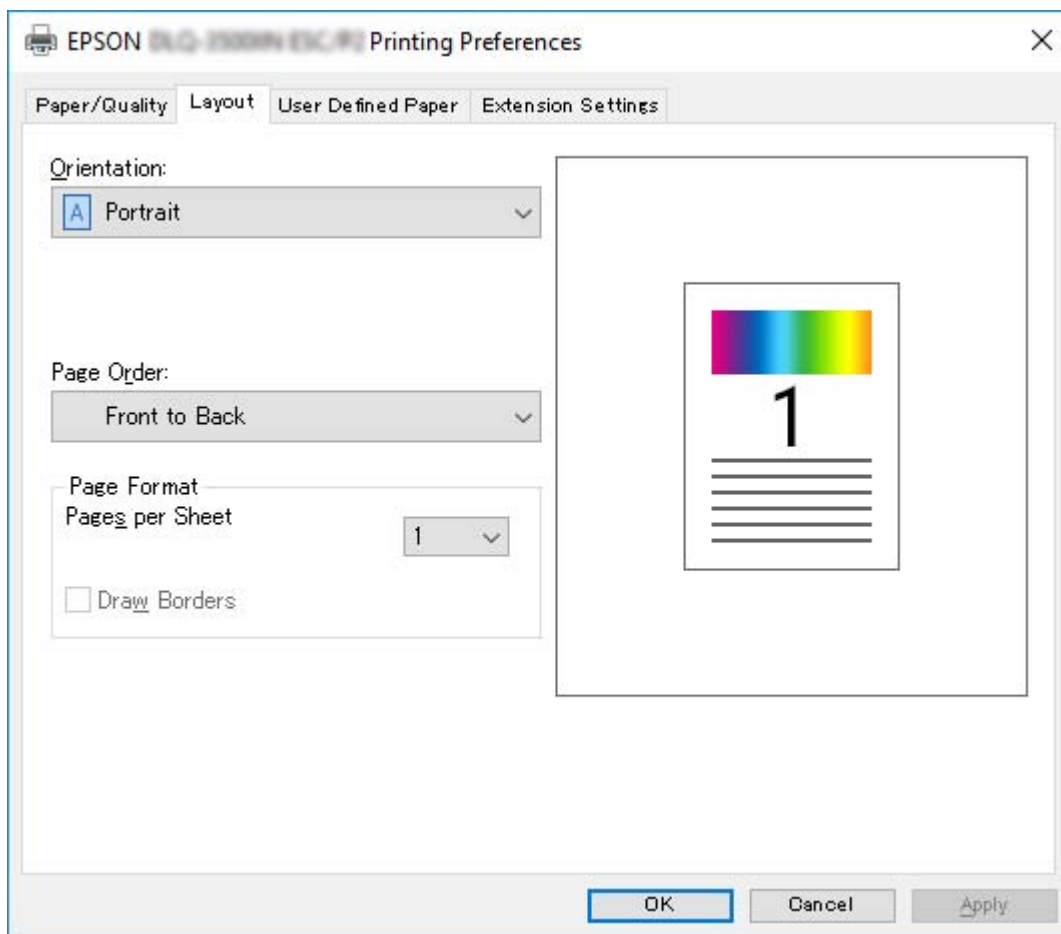 EPSON Printing Preferences
Paper/Quality Layout User Defined Paper Extension Settings
Orientation:
A Portrait
1
Page Order:
Front to Back
Page Format
Pages per Sheet 1
Draw Borders
OK Cancel Apply